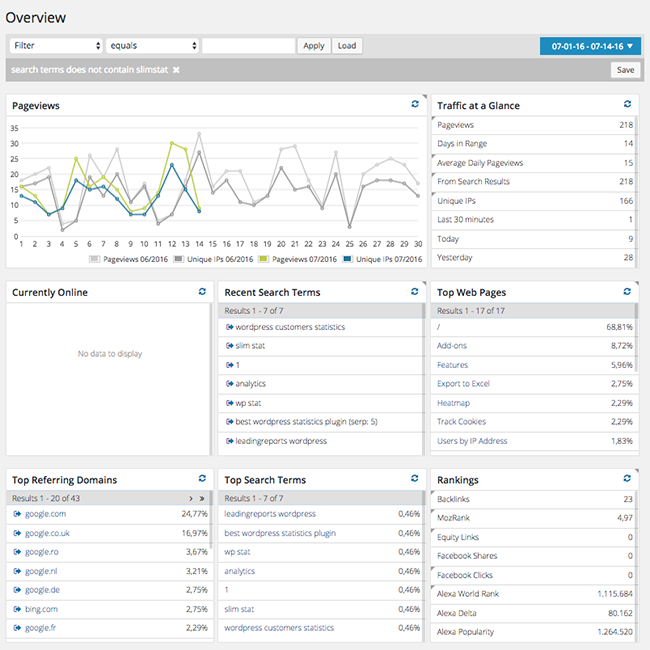 Overview
Filter equals Apply Load 07-01-16 - 07-14-16
search terms does not contain slimstat Save
Pageviews
35
30
25
20
15
10
5
0
1 2 3 4 5 6 7 8 9 10 11 12 13 14 15 16 17 18 19 20 21 22 23 24 25 26 27 28 29 30
Pageviews 06/2016 Unique IPs 06/2016 Pageviews 07/2016 Unique IPs 07/2016
Traffic at a Glance
Pageviews 218
Days in Range 14
Average Daily Pageviews 15
From Search Results 218
Unique IPs 166
Last 30 minutes 1
Today 9
Yesterday 28
Currently Online
No data to display
Recent Search Terms
Results 1 - 7 of 7
wordpress customers statistics
slim stat
1
analytics
wp stat
best wordpress statistics plugin (serp: 5)
leadingreports wordpress
Top Web Pages
Results 1 - 17 of 17
/ 68,81%
Add-ons 8,72%
Features 5,96%
Export to Excel 2,75%
Heatmap 2,29%
Track Cookies 2,29%
Users by IP Address 1,83%
Top Referring Domains
Results 1 - 20 of 43 › »
google.com 24,77%
google.co.uk 16,97%
google.ro 3,67%
google.nl 3,21%
google.de 2,75%
bing.com 2,75%
google.fr 2,29%
Top Search Terms
Results 1 - 7 of 7
leadingreports wordpress 0,46%
best wordpress statistics plugin 0,46%
wp stat 0,46%
analytics 0,46%
1 0,46%
slim stat 0,46%
wordpress customers statistics 0,46%
Rankings
Backlinks 23
MozRank 4,97
Equity Links 0
Facebook Shares 0
Facebook Clicks 0
Alexa World Rank 1.115.684
Alexa Delta 80.162
Alexa Popularity 1.264.520